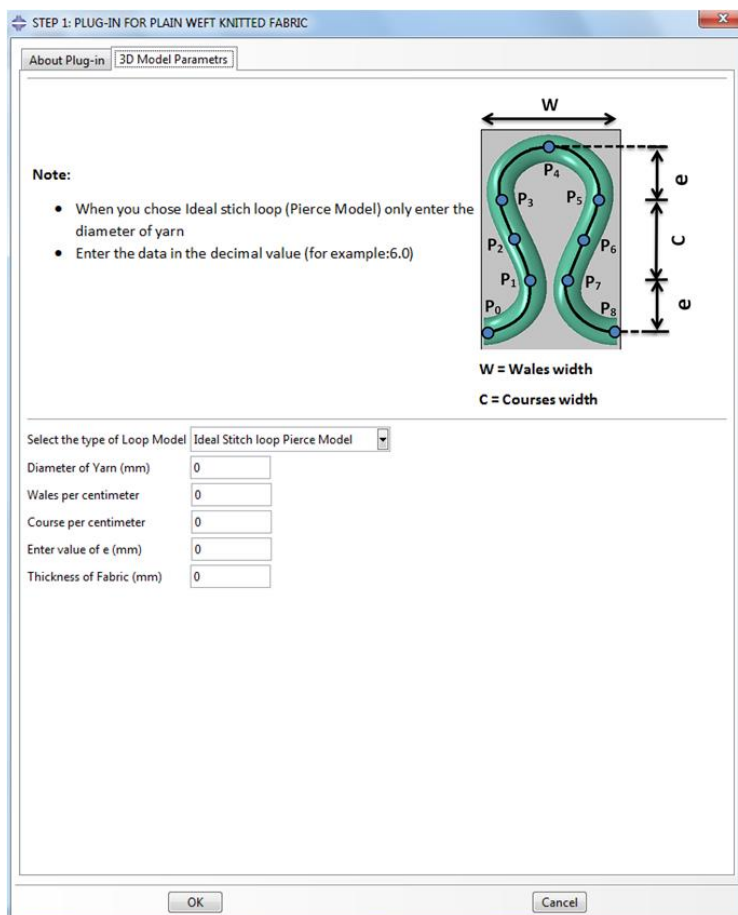 STEP 1: PLUG-IN FOR PLAIN WEFT KNITTED FABRIC
x
About Plug-in
3D Model Parametrs
W
P4
e
Note:
P3
P5
• When you chose Ideal stich loop (Pierce Model) only enter the
diameter of yarn
C
P2
P6
• Enter the data in the decimal value (for example:6.0)
P1
P7
P0
P8
e
W = Wales width
C = Courses width
Select the type of Loop Model Ideal Stitch loop Pierce Model
Diameter of Yarn (mm) 0
Wales per centimeter 0
Course per centimeter 0
Enter value of e (mm) 0
Thickness of Fabric (mm) 0
OK
Cancel